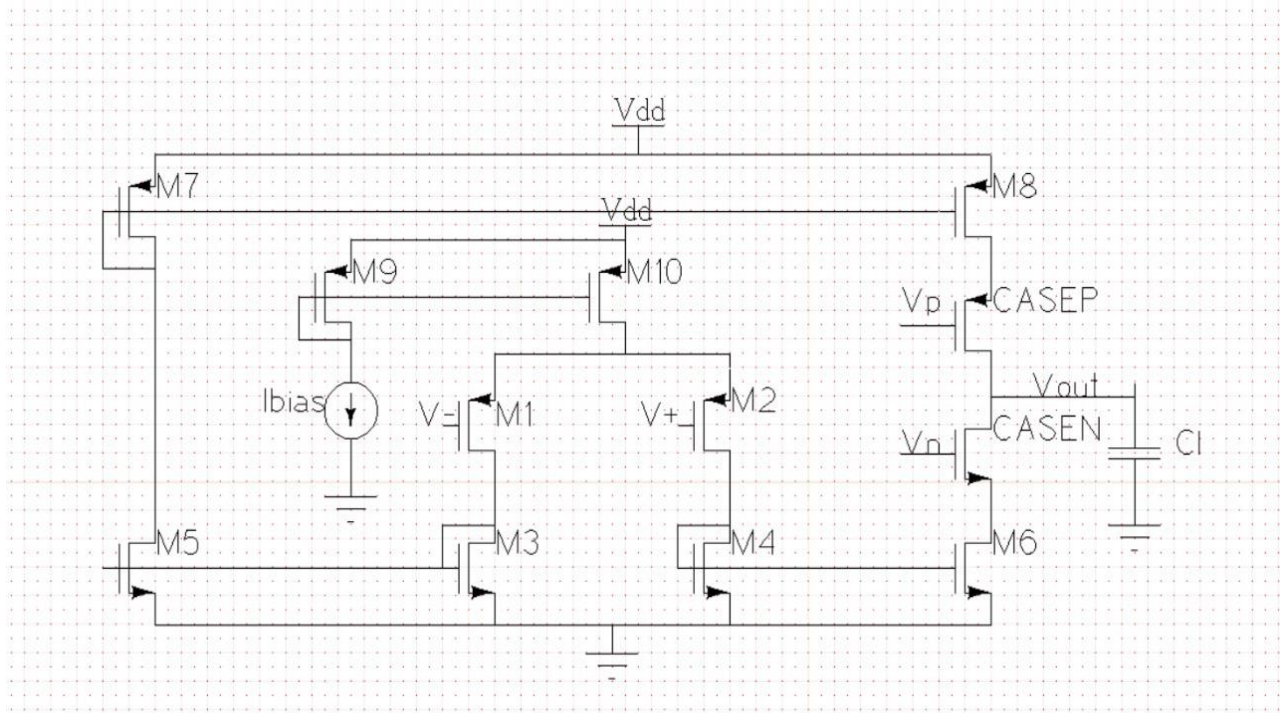 Vdd
M7
M8
Vdd
M9
M10
Vp
CASEP
Ibias
V-
M1
V+
M2
Vout
Vn
CASEN
Cl
M5
M3
M4
M6